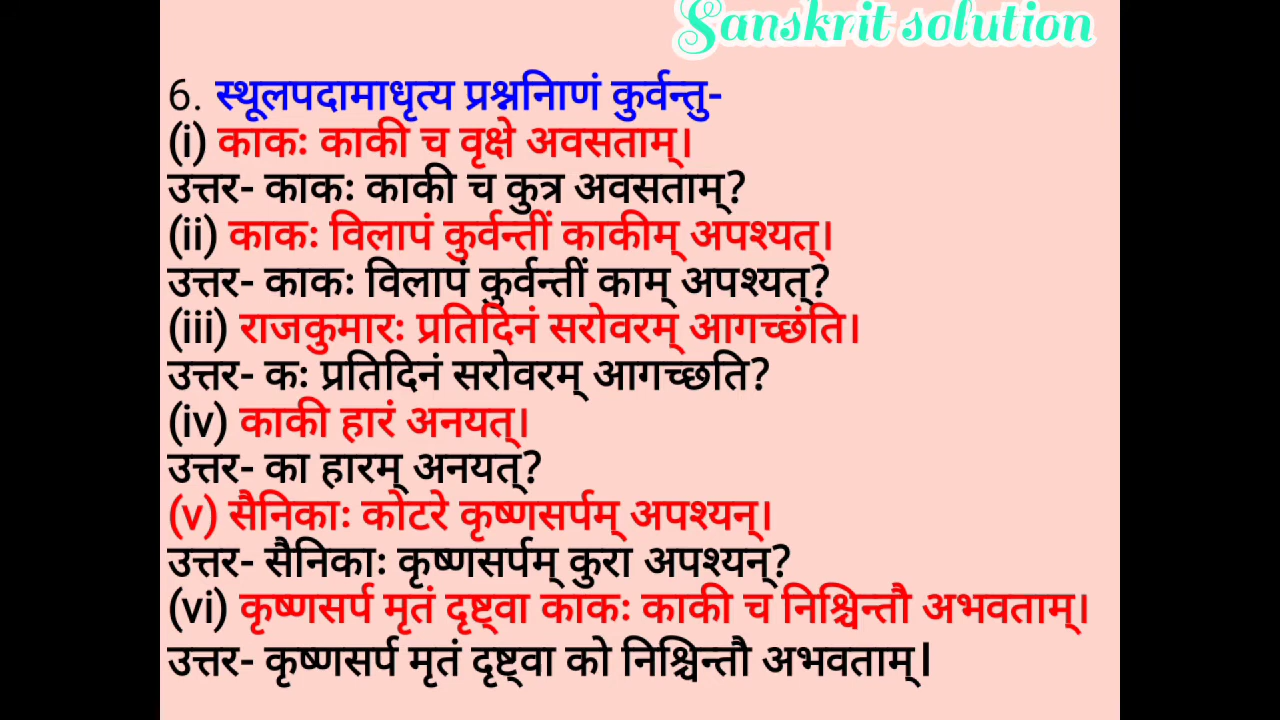 Sanskrit solution
6. स्थूलपदामाधृत्य प्रश्ननिाणं कुर्वन्तु-
(i) काकः काकी च वृक्षे अवसताम्।
उत्तर- काकः काकी च कुत्र अवसताम्?
(ii) काकः विलापं कुर्वन्तीं काकीम् अपश्यत्।
उत्तर- काकः विलापं कुर्वन्तीं काम् अपश्यत्?
(iii) राजकुमारः प्रतिदिनं सरोवरम् आगच्छंति।
उत्तर- कः प्रतिदिनं सरोवरम् आगच्छति?
(iv) काकी हारं अनयत्।
उत्तर- का हारम् अनयत्?
(v) सैनिकाः कोटरे कृष्णसर्पम् अपश्यन्।
उत्तर- सैनिकाः कृष्णसर्पम् कुरा अपश्यन्?
(vi) कृष्णसर्प मृतं दृष्ट्वा काकः काकी च निश्चिन्तौ अभवताम्।
उत्तर- कृष्णसर्प मृतं दृष्ट्वा को निश्चिन्तौ अभवताम्।